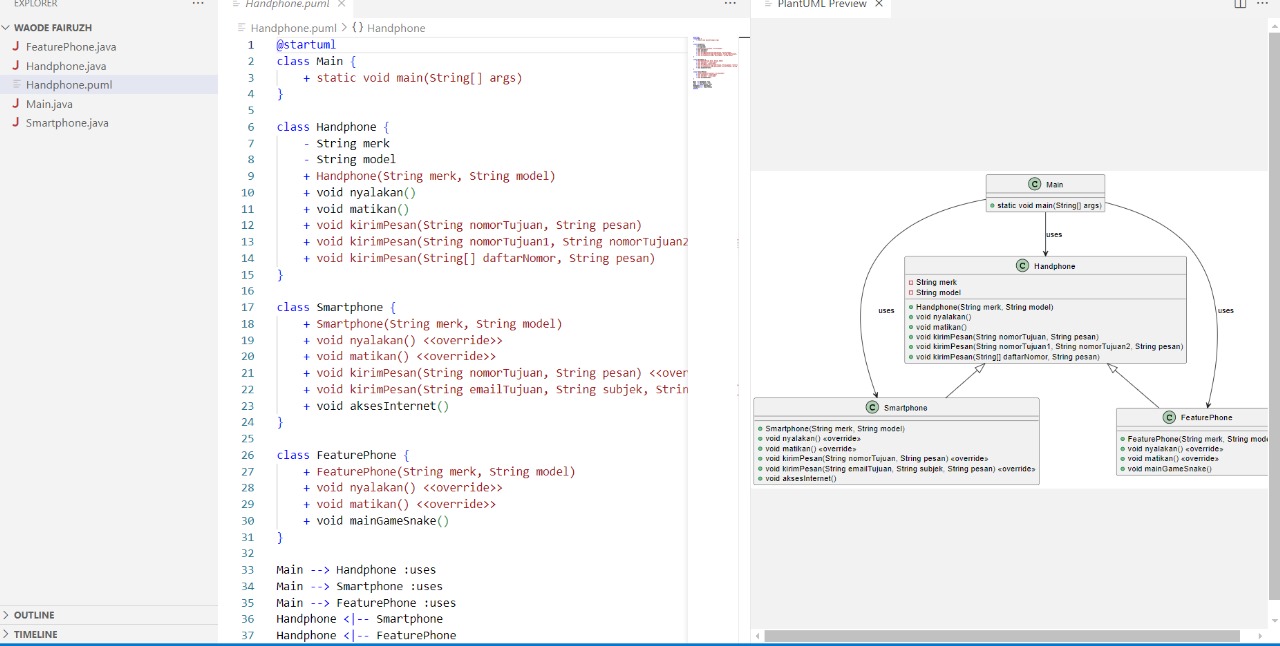 EXPLORER
WAODE FAIRUZH
FeaturePhone.java
Handphone.java
Handphone.puml
Main.java
Smartphone.java
OUTLINE
TIMELINE
Handphone.puml
Handphone.puml > {} Handphone
1 @startuml
2 class Main {
3 + static void main(String[] args)
4 }
5
6 class Handphone {
7 - String merk
8 - String model
9 + Handphone(String merk, String model)
10 + void nyalakan()
11 + void matikan()
12 + void kirimPesan(String nomorTujuan, String pesan)
13 + void kirimPesan(String nomorTujuan1, String nomorTujuan2
14 + void kirimPesan(String[] daftarNomor, String pesan)
15 }
16
17 class Smartphone {
18 + Smartphone(String merk, String model)
19 + void nyalakan() <<override>>
20 + void matikan() <<override>>
21 + void kirimPesan(String nomorTujuan, String pesan) <<over
22 + void kirimPesan(String emailTujuan, String subjek, Strin
23 + void aksesInternet()
24 }
25
26 class FeaturePhone {
27 + FeaturePhone(String merk, String model)
28 + void nyalakan() <<override>>
29 + void matikan() <<override>>
30 + void mainGameSnake()
31 }
32
33 Main --> Handphone :uses
34 Main --> Smartphone :uses
35 Main --> FeaturePhone :uses
36 Handphone <|-- Smartphone
37 Handphone <|-- FeaturePhone
PlantUML Preview
C Main
static void main(String[] args)
uses
C Handphone
String merk
String model
Handphone(String merk, String model)
void nyalakan()
void matikan()
void kirimPesan(String nomorTujuan, String pesan)
void kirimPesan(String nomorTujuan1, String nomorTujuan2, String pesan)
void kirimPesan(String[] daftarNomor, String pesan)
uses
uses
C Smartphone
Smartphone(String merk, String model)
void nyalakan() «override»
void matikan() «override»
void kirimPesan(String nomorTujuan, String pesan) «override»
void kirimPesan(String emailTujuan, String subjek, String pesan) «override»
void aksesInternet()
C FeaturePhone
FeaturePhone(String merk, String mode
void nyalakan() «override»
void matikan() «override»
void mainGameSnake()